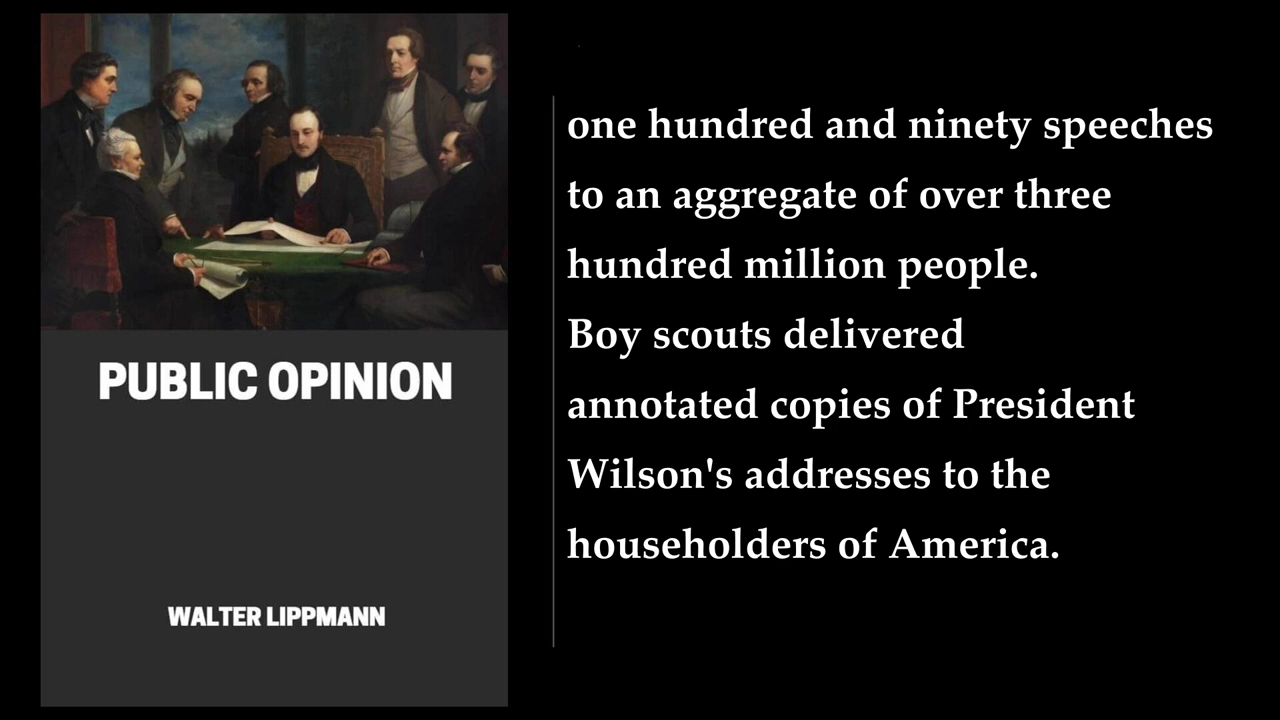 PUBLIC OPINION
WALTER LIPPMANN
one hundred and ninety speeches
to an aggregate of over three
hundred million people.
Boy scouts delivered
annotated copies of President
Wilson's addresses to the
householders of America.